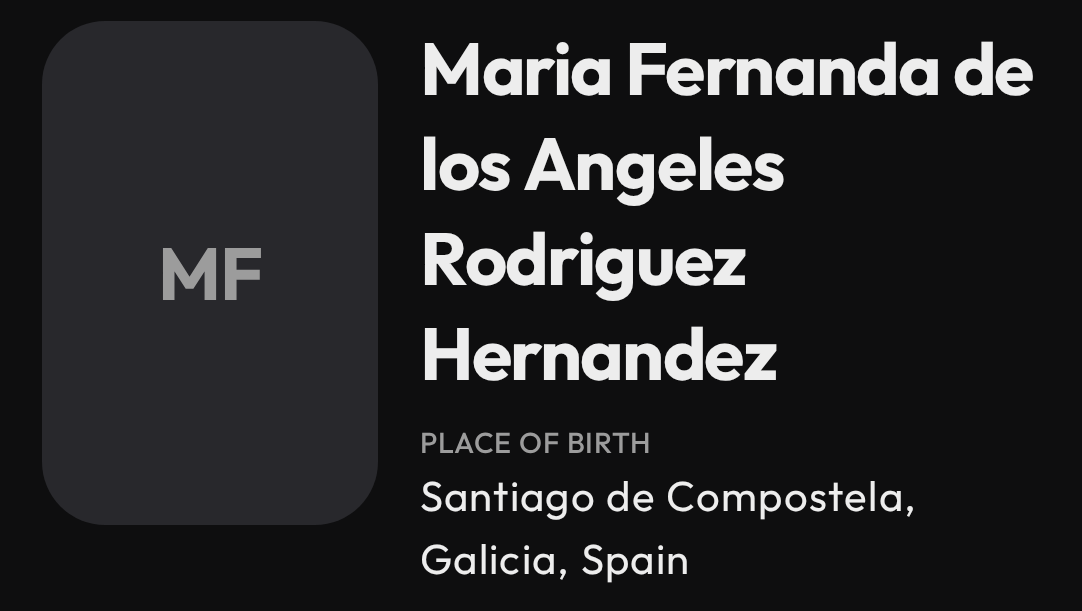 MF
Maria Fernanda de
los Angeles
Rodriguez
Hernandez
PLACE OF BIRTH
Santiago de Compostela,
Galicia, Spain